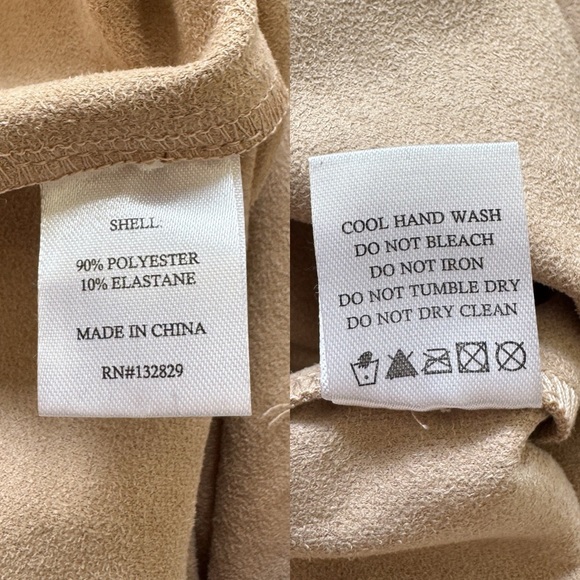 SHELL:
90% POLYESTER
10% ELASTANE
MADE IN CHINA
RN#132829
COOL HAND WASH
DO NOT BLEACH
DO NOT IRON
DO NOT TUMBLE DRY
DO NOT DRY CLEAN